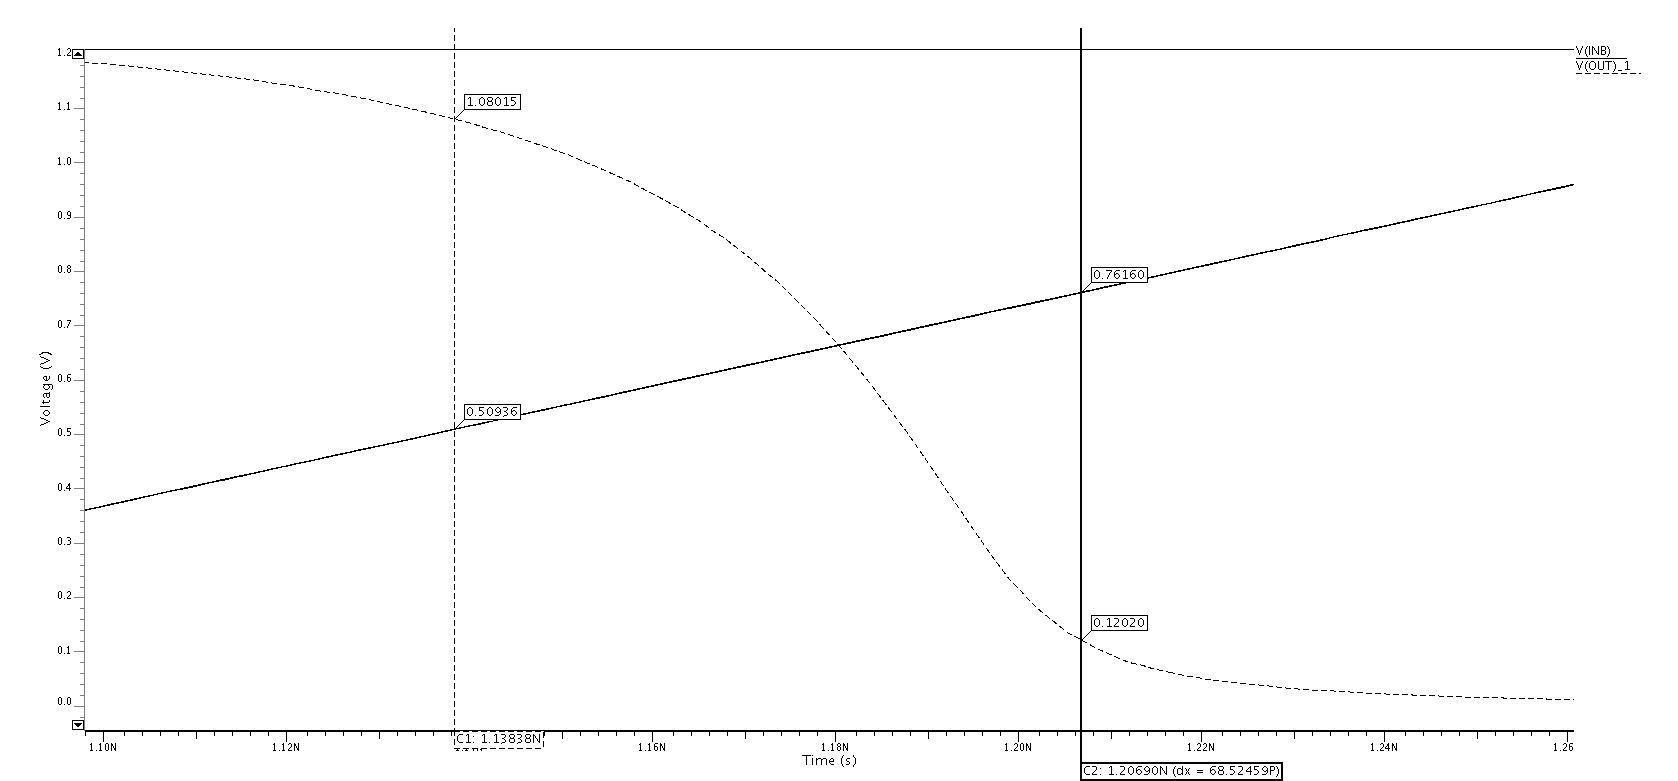 1.2
1.1
1.0
0.9
0.8
0.7
0.6
0.5
0.4
0.3
0.2
0.1
0.0
Voltage (V)
V(INB)
V(OUT)_1
1.08015
0.76160
0.50936
0.12020
1.10N 1.12N 1.16N 1.18N 1.20N 1.22N 1.24N 1.26
C1: 1.13838N
Time (s)
C2: 1.20690N (dx = 68.52459P)